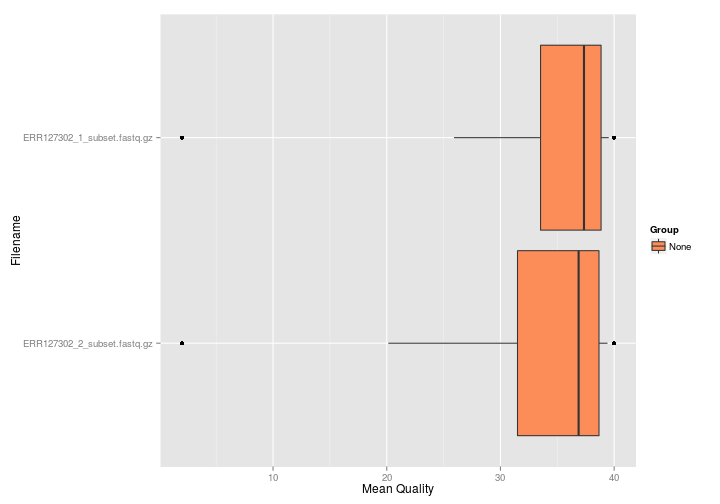 Filename
ERR127302_1_subset.fastq.gz
ERR127302_2_subset.fastq.gz
10 20 30 40
Mean Quality
Group
None